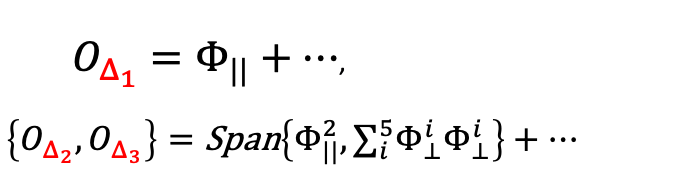 O_{Δ_1} = Φ_{||} + ⋯,
{O_{Δ_2}, O_{Δ_3}} = Span{Φ_{||}^2, ∑_i^5 Φ_⊥^i Φ_⊥^i} + ⋯